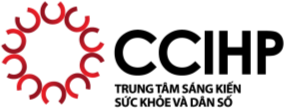 CCIHP
TRUNG TÂM SÁNG KIẾN
SỨC KHỎE VÀ DÂN SỐ